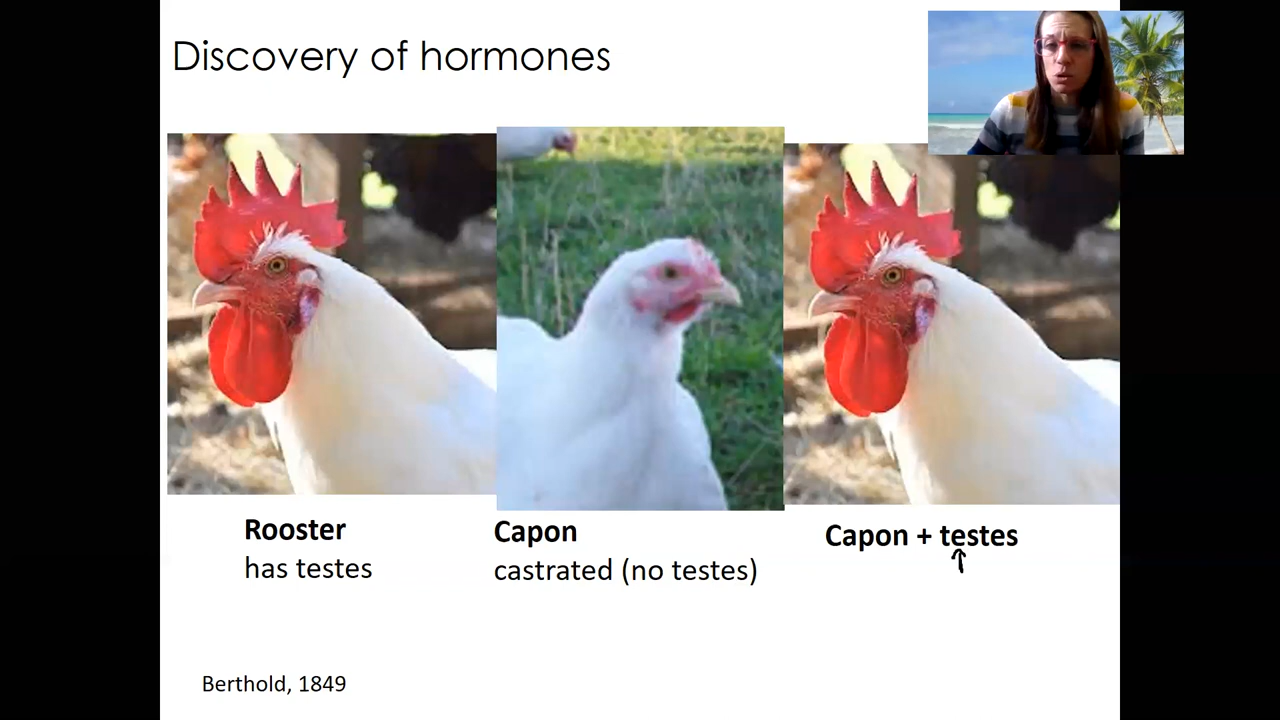 Discovery of hormones
Rooster
has testes
Capon
castrated (no testes)
Capon + testes
Berthold, 1849